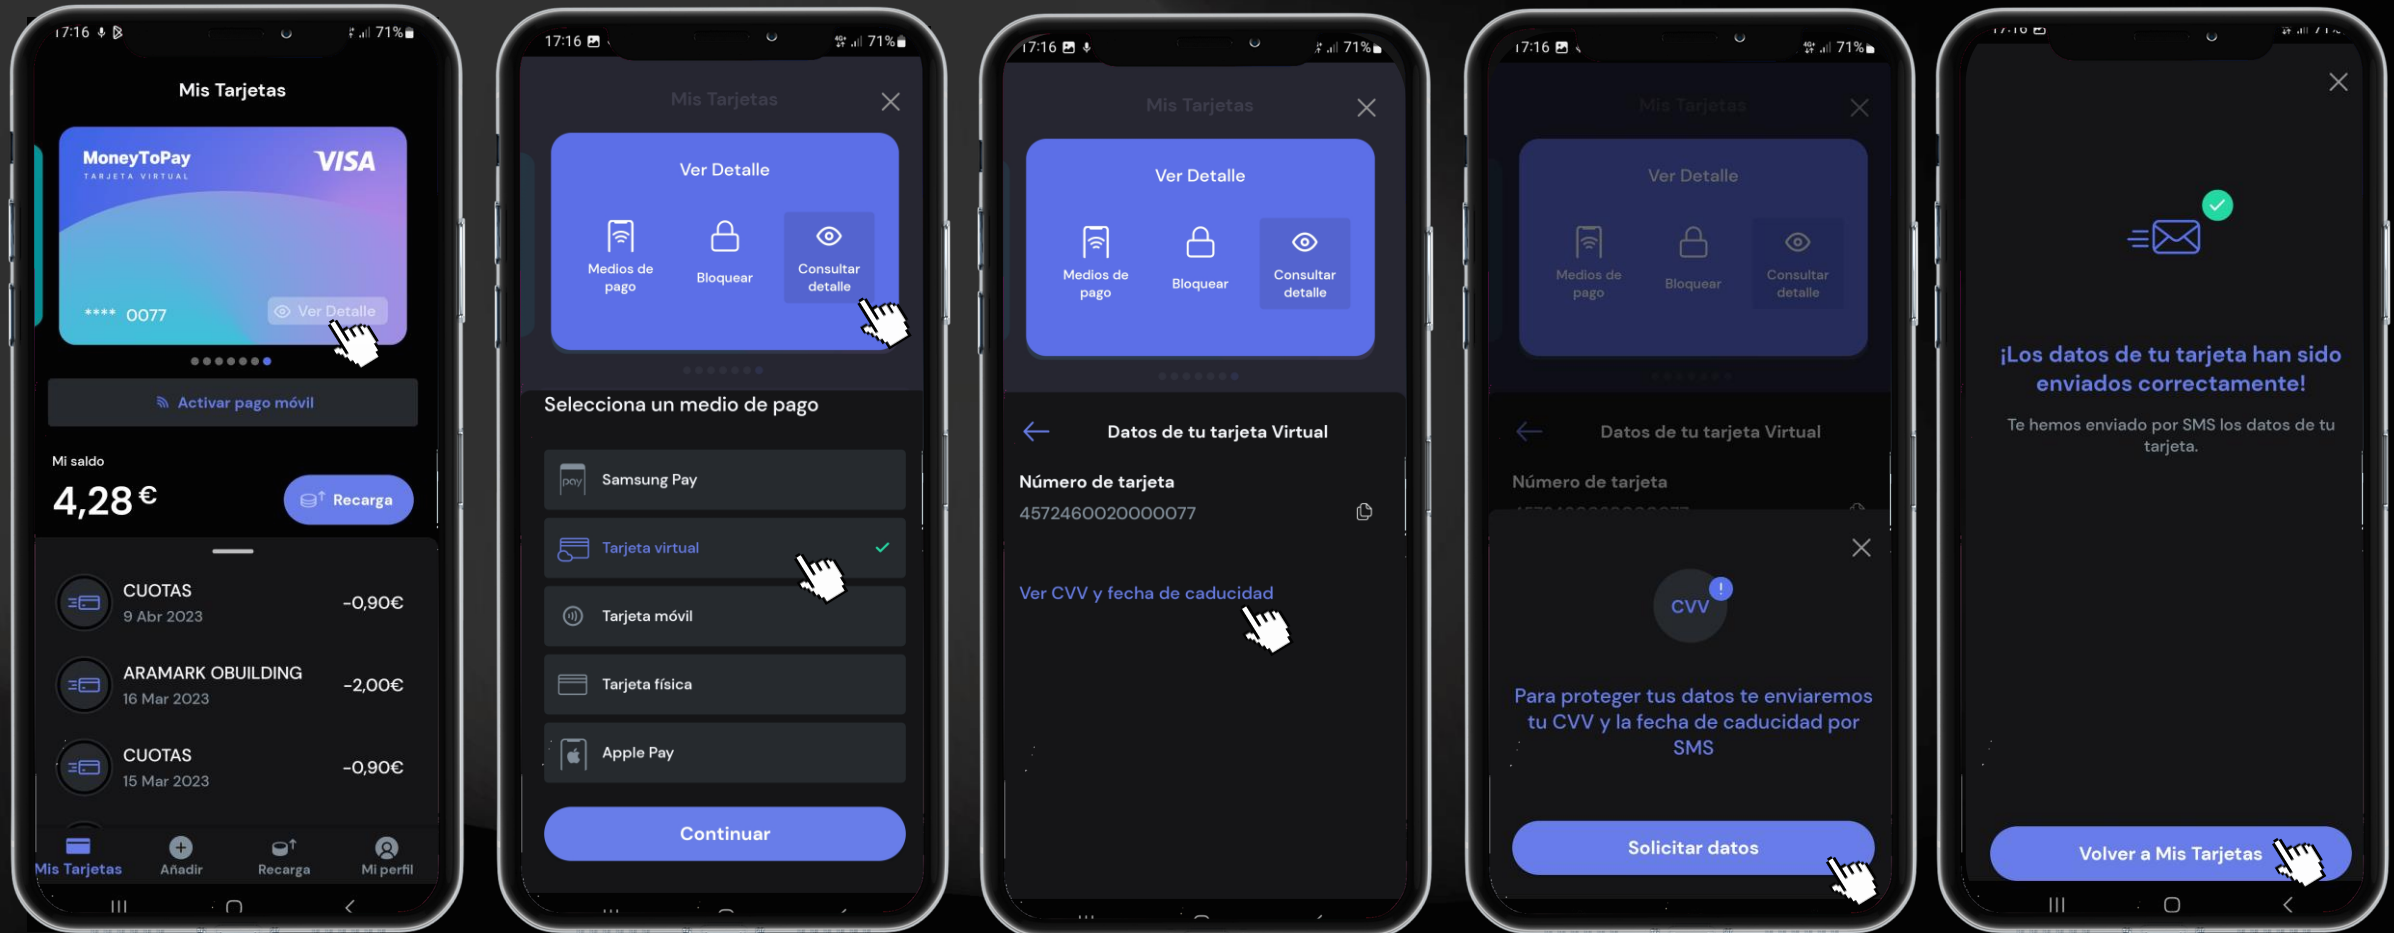 17:16
71%
Mis Tarjetas
MoneyToPay
TARJETA VIRTUAL
VISA
**** 0077
Ver Detalle
Activar pago móvil
Mi saldo
4,28 €
Recarga
CUOTAS
9 Abr 2023
-0,90€
ARAMARK OBUILDING
16 Mar 2023
-2,00€
CUOTAS
15 Mar 2023
-0,90€
Mis Tarjetas
Añadir
Recarga
Mi perfil
17:16
71%
Mis Tarjetas
Ver Detalle
Medios de
pago
Bloquear
Consultar
detalle
Selecciona un medio de pago
pay
Samsung Pay
Tarjeta virtual
Tarjeta móvil
Tarjeta física
Apple Pay
Continuar
17:16
71%
Mis Tarjetas
Ver Detalle
Medios de
pago
Bloquear
Consultar
detalle
Datos de tu tarjeta Virtual
Número de tarjeta
4572460020000077
Ver CVV y fecha de caducidad
17:16
71%
Mis Tarjetas
Ver Detalle
Medios de
pago
Bloquear
Consultar
detalle
Datos de tu tarjeta Virtual
Número de tarjeta
CVV
Para proteger tus datos te enviaremos
tu CVV y la fecha de caducidad por
SMS
Solicitar datos
¡Los datos de tu tarjeta han sido
enviados correctamente!
Te hemos enviado por SMS los datos de tu
tarjeta.
Volver a Mis Tarjetas